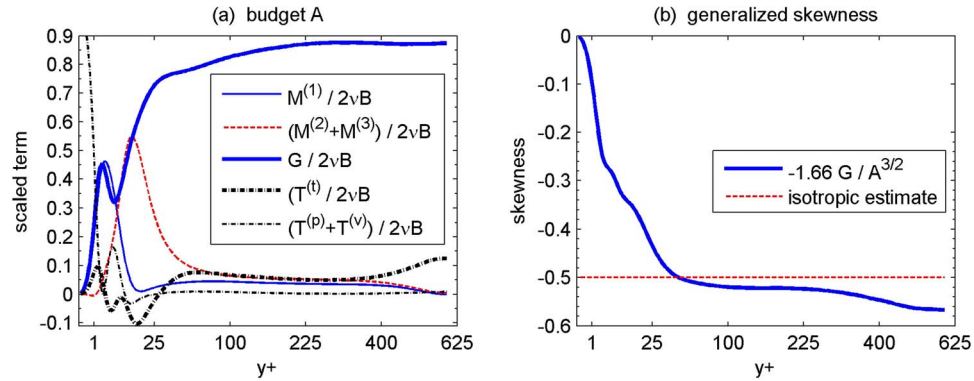 (a) budget A
scaled term
0.9
0.8
0.7
0.6
0.5
0.4
0.3
0.2
0.1
0
-0.1
M(1) / 2νB
(M(2)+M(3)) / 2νB
G / 2νB
(T(t) / 2νB
(T(p)+T(v)) / 2νB
1 25 100 225 400 625
y+
(b) generalized skewness
skewness
0
-0.1
-0.2
-0.3
-0.4
-0.5
-0.6
-1.66 G / A3/2
isotropic estimate
1 25 100 225 400 625
y+